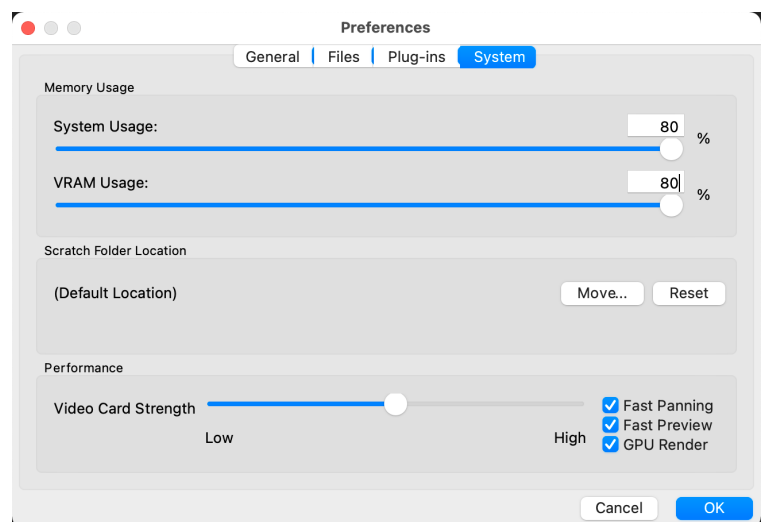 Preferences
General Files Plug-ins System
Memory Usage
System Usage: 80 %
VRAM Usage: 80 %
Scratch Folder Location
(Default Location) Move... Reset
Performance
Video Card Strength
Low High
Fast Panning
Fast Preview
GPU Render
Cancel OK